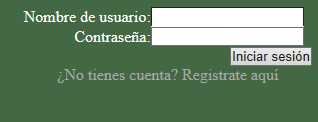 Nombre de usuario:
Contraseña:
Iniciar sesión
¿No tienes cuenta? Registrate aquí